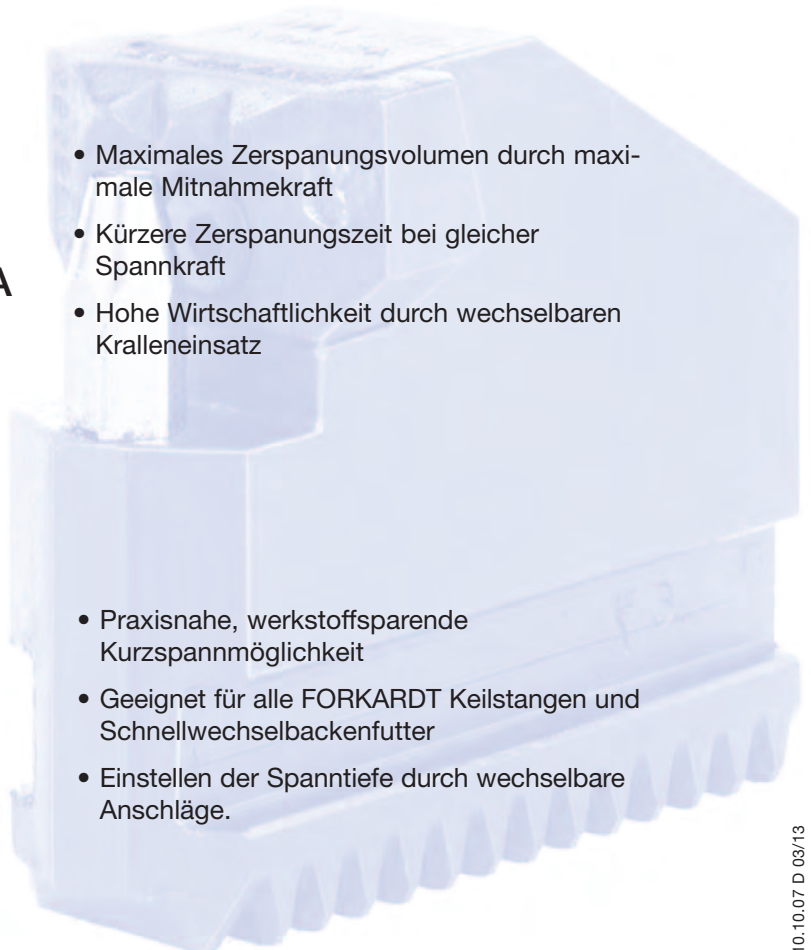 • Maximales Zerspanungsvolumen durch maxi-
male Mitnahmekraft
• Kürzere Zerspanungszeit bei gleicher
Spannkraft
A
• Hohe Wirtschaftlichkeit durch wechselbaren
Kralleneinsatz
• Praxisnahe, werkstoffsparende
Kurzspannmöglichkeit
• Geeignet für alle FORKARDT Keilstangen und
Schnellwechselbackenfutter
• Einstellen der Spanntiefe durch wechselbare
Anschläge.
10.10.07 D 03/13